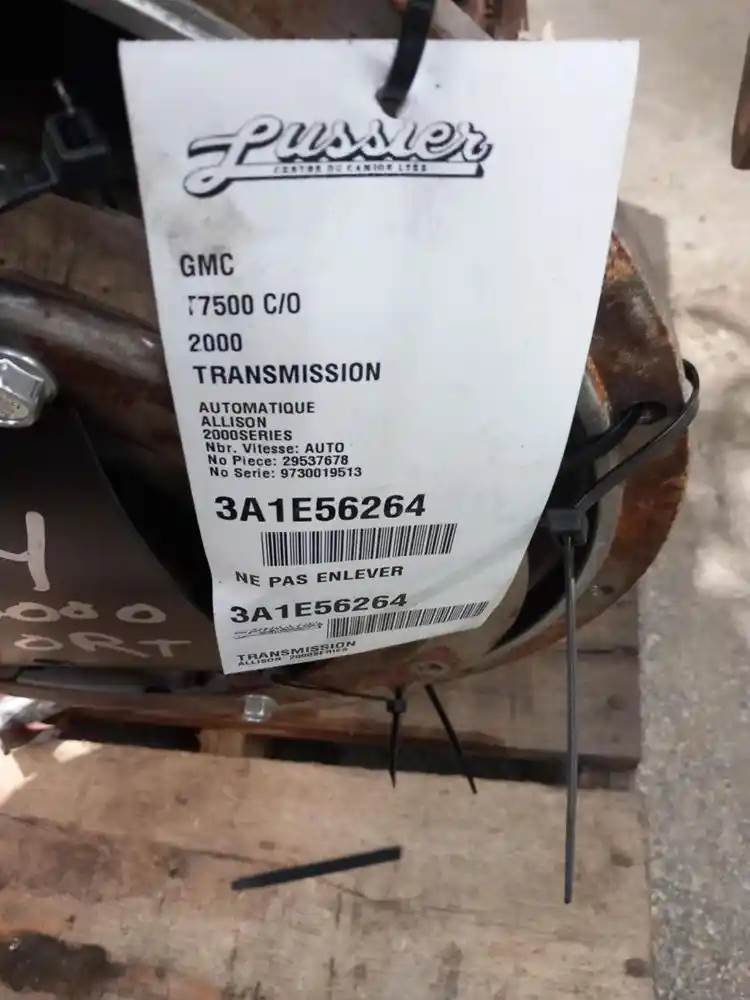 Lussier
CENTRE DU CAMION LTÉE
GMC
T7500 C/O
2000
TRANSMISSION
AUTOMATIQUE
ALLISON
2000SERIES
Nbr. Vitesse: AUTO
No Piece: 29537678
No Serie: 9730019513
3A1E56264
NE PAS ENLEVER
3A1E56264
TRANSMISSION
ALLISON 2000SERIES